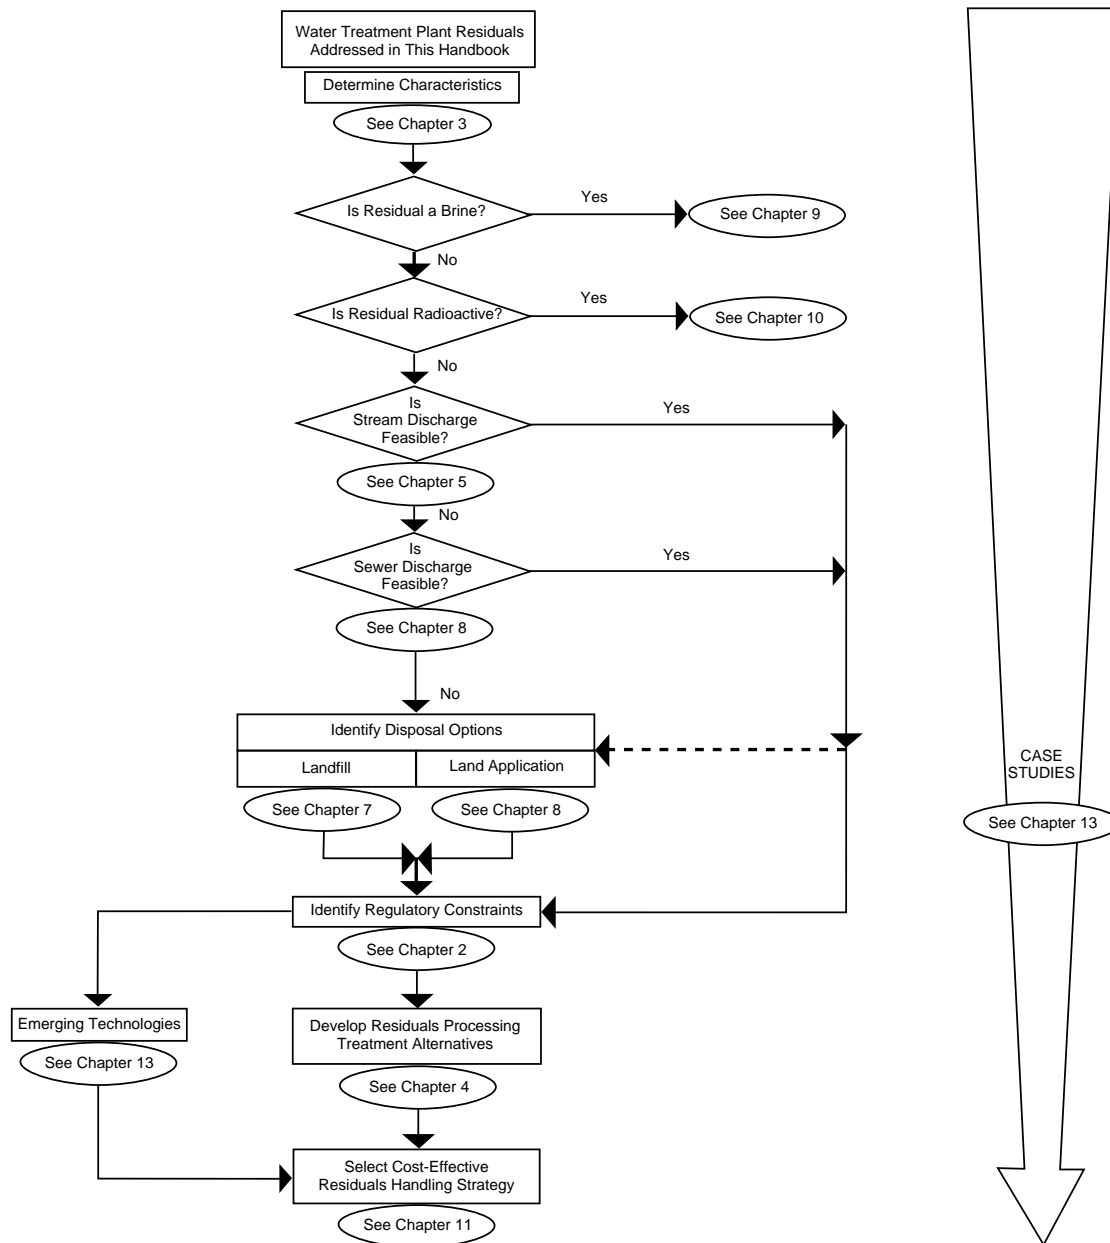 Water Treatment Plant Residuals
Addressed in This Handbook
Determine Characteristics
See Chapter 3
Is Residual a Brine?
Yes
See Chapter 9
No
Is Residual Radioactive?
Yes
See Chapter 10
No
Is
Stream Discharge
Feasible?
Yes
See Chapter 5
No
Is
Sewer Discharge
Feasible?
Yes
See Chapter 8
No
Identify Disposal Options
Landfill
Land Application
See Chapter 7
See Chapter 8
CASE
STUDIES
See Chapter 13
Identify Regulatory Constraints
See Chapter 2
Emerging Technologies
See Chapter 13
Develop Residuals Processing
Treatment Alternatives
See Chapter 4
Select Cost-Effective
Residuals Handling Strategy
See Chapter 11